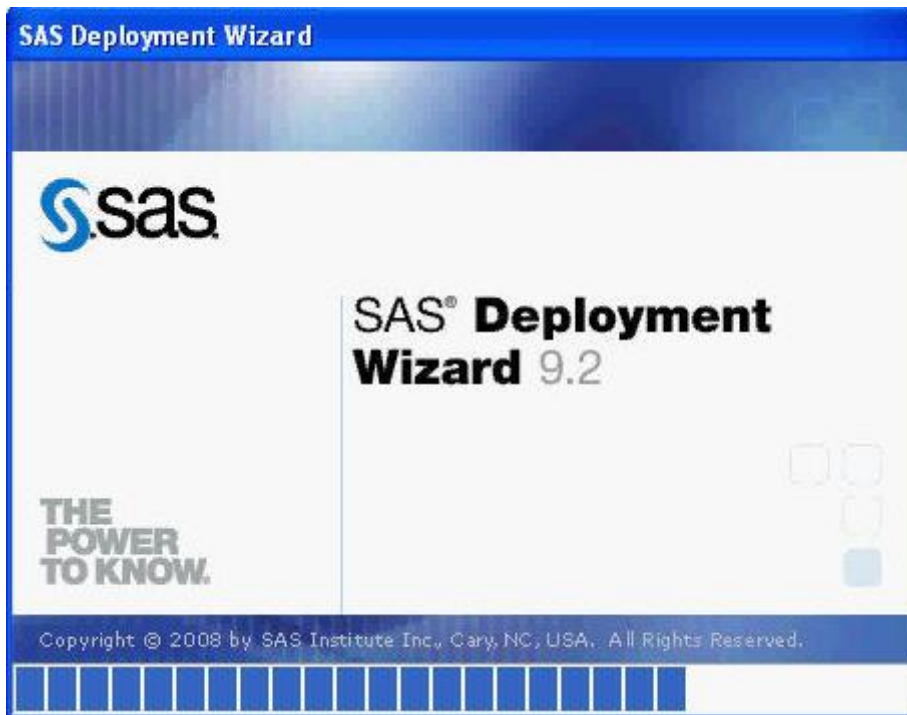 SAS Deployment Wizard
sas
SAS® Deployment
Wizard 9.2
THE
POWER
TO KNOW.
Copyright © 2008 by SAS Institute Inc., Cary, NC, USA. All Rights Reserved.